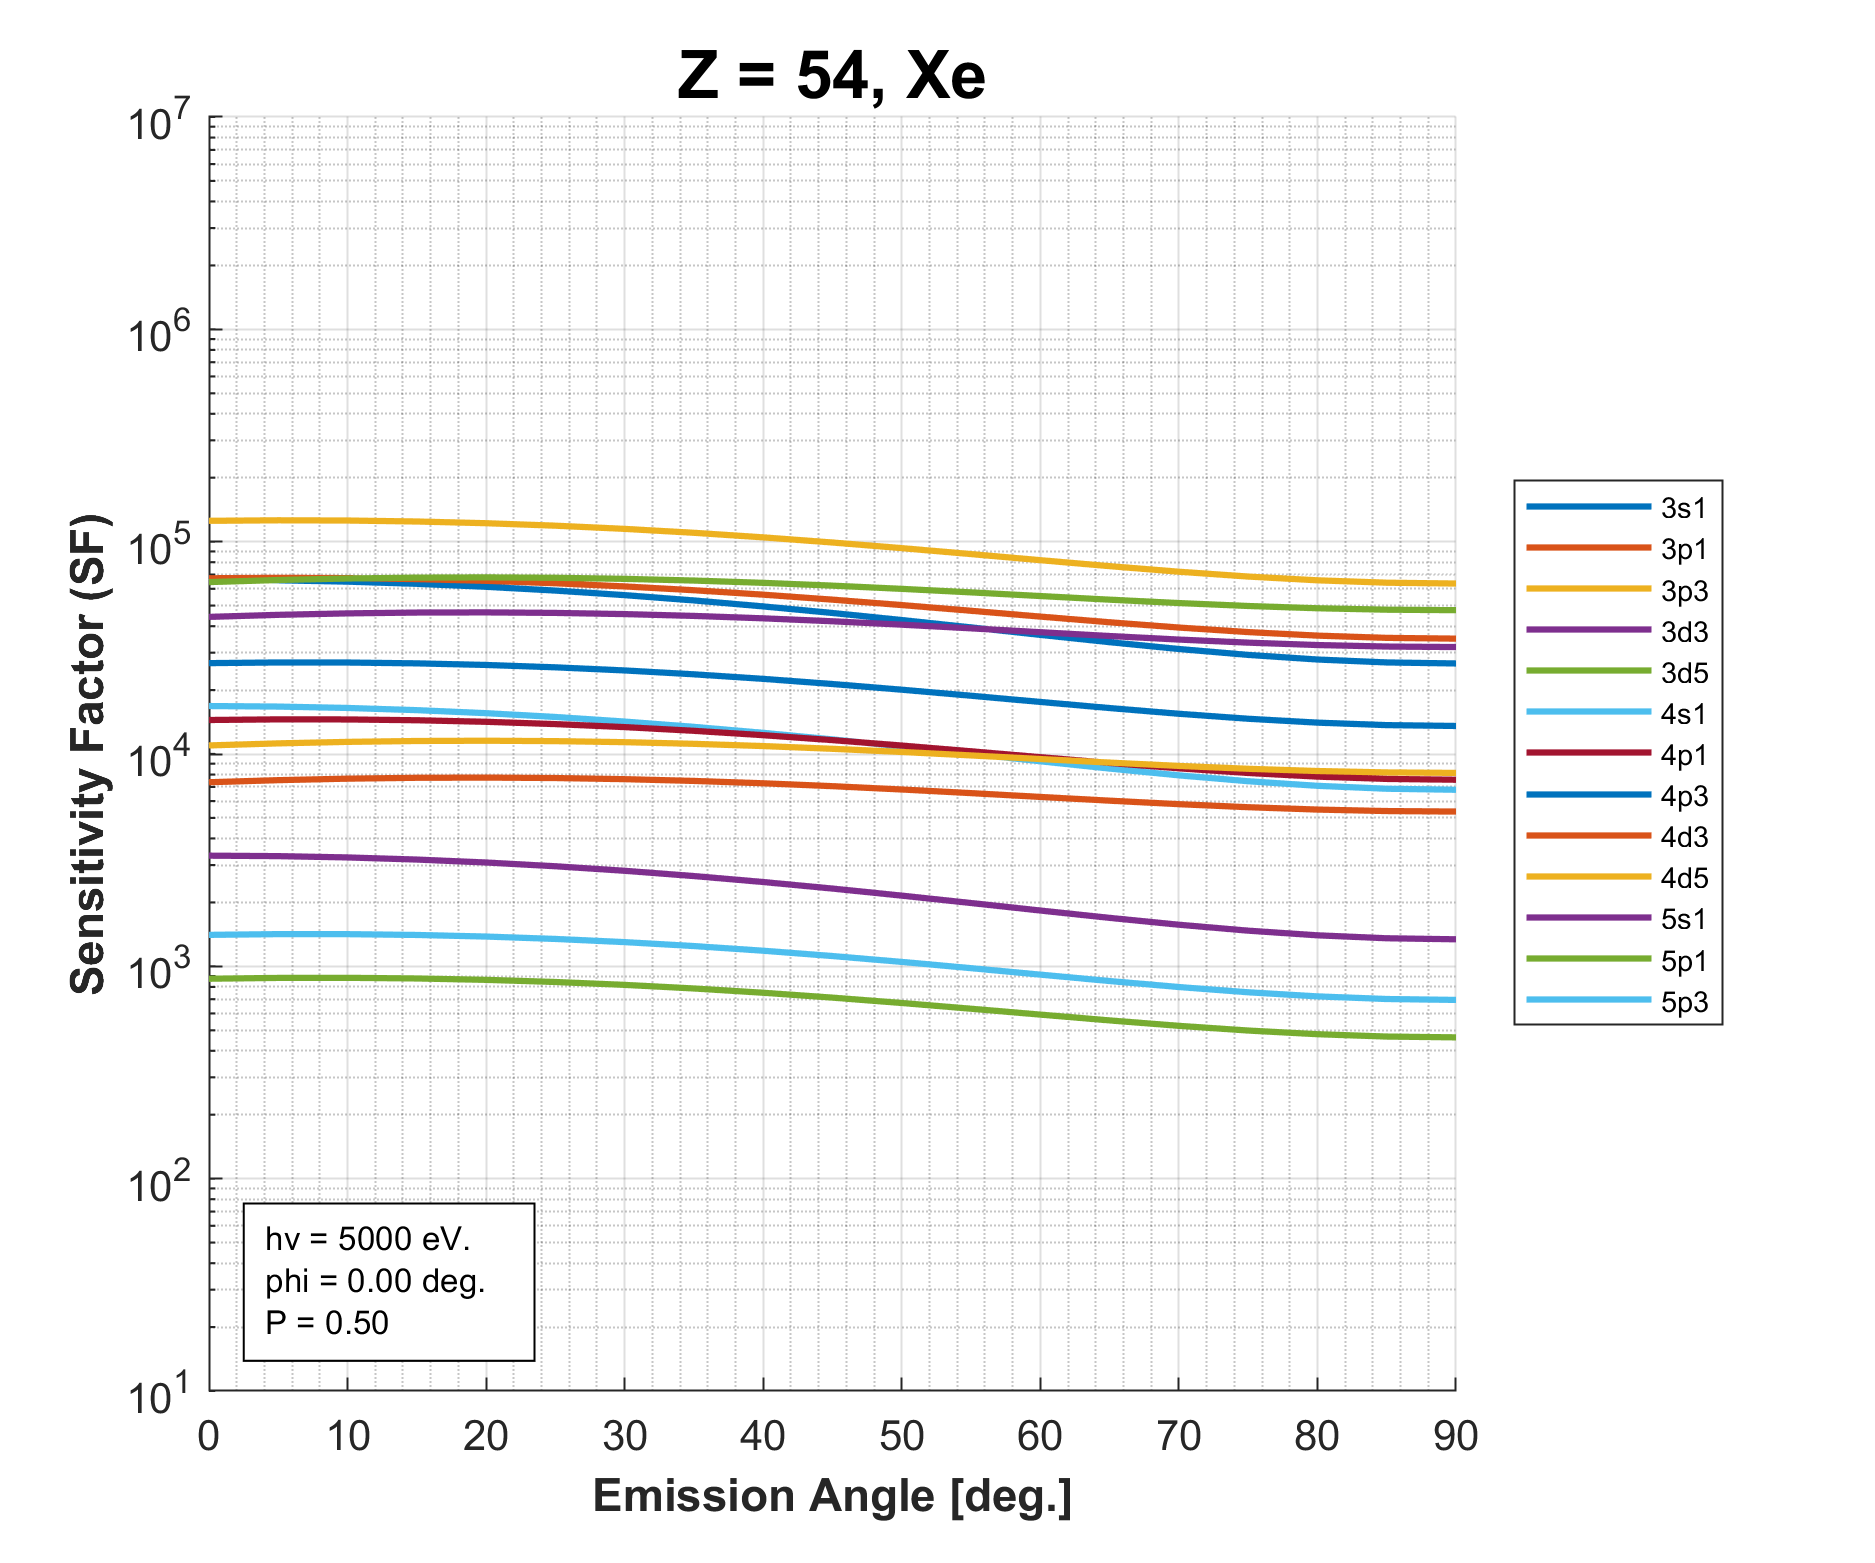 Z = 54, Xe
10^7
10^6
10^5
10^4
10^3
10^2
10^1
Sensitivity Factor (SF)
0 10 20 30 40 50 60 70 80 90
Emission Angle [deg.]
hv = 5000 eV.
phi = 0.00 deg.
P = 0.50
3s1
3p1
3p3
3d3
3d5
4s1
4p1
4p3
4d3
4d5
5s1
5p1
5p3